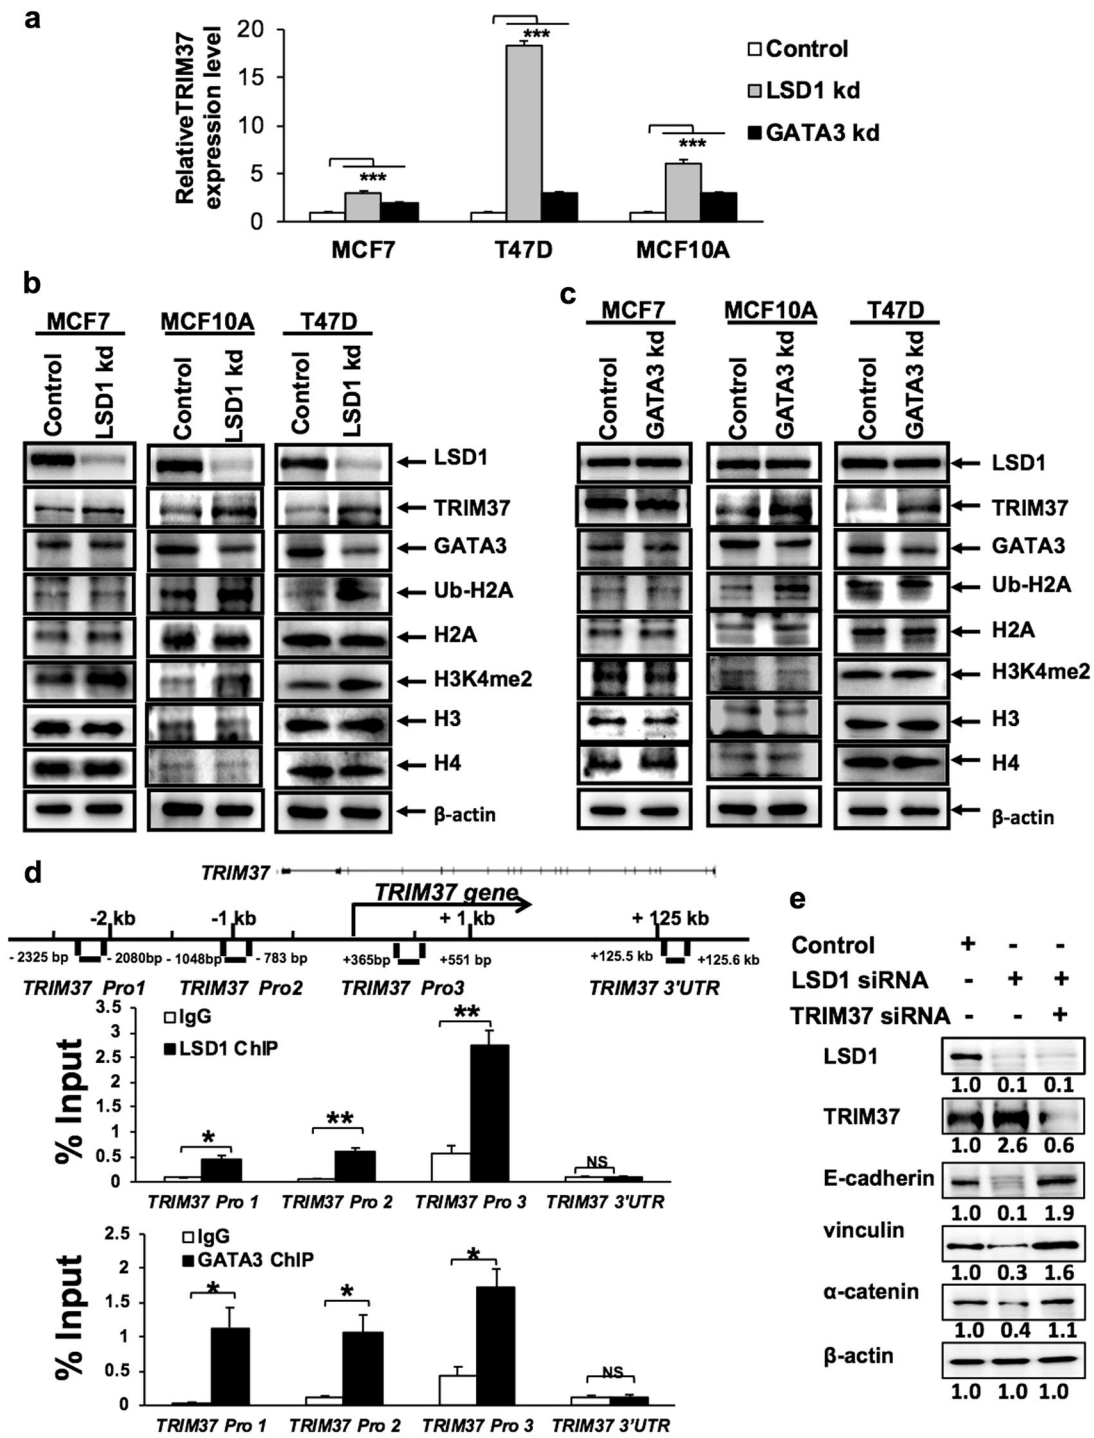 a
RelativeTRIM37
expression level
20
15
10
5
0
***
***
***
Control
LSD1 kd
GATA3 kd
MCF7
T47D
MCF10A
b
MCF7
MCF10A
T47D
Control
LSD1 kd
Control
LSD1 kd
Control
LSD1 kd
LSD1
TRIM37
GATA3
Ub-H2A
H2A
H3K4me2
H3
H4
β-actin
c
MCF7
MCF10A
T47D
Control
GATA3 kd
Control
GATA3 kd
Control
GATA3 kd
LSD1
TRIM37
GATA3
Ub-H2A
H2A
H3K4me2
H3
H4
β-actin
d
TRIM37
TRIM37 gene
-2 kb
-1 kb
+ 1 kb
+ 125 kb
- 2325 bp
- 2080bp
- 1048bp
- 783 bp
+365bp
+551 bp
+125.5 kb
+125.6 kb
TRIM37 Pro1
TRIM37 Pro2
TRIM37 Pro3
TRIM37 3'UTR
% Input
3.5
3
2.5
2
1.5
1
0.5
0
IgG
LSD1 ChIP
*
**
**
NS
TRIM37 Pro 1
TRIM37 Pro 2
TRIM37 Pro 3
TRIM37 3'UTR
% Input
2.5
2
1.5
1
0.5
0
IgG
GATA3 ChIP
*
*
*
NS
TRIM37 Pro 1
TRIM37 Pro 2
TRIM37 Pro 3
TRIM37 3'UTR
e
Control + - -
LSD1 siRNA - + +
TRIM37 siRNA - - +
LSD1
1.0 0.1 0.1
TRIM37
1.0 2.6 0.6
E-cadherin
1.0 0.1 1.9
vinculin
1.0 0.3 1.6
α-catenin
1.0 0.4 1.1
β-actin
1.0 1.0 1.0